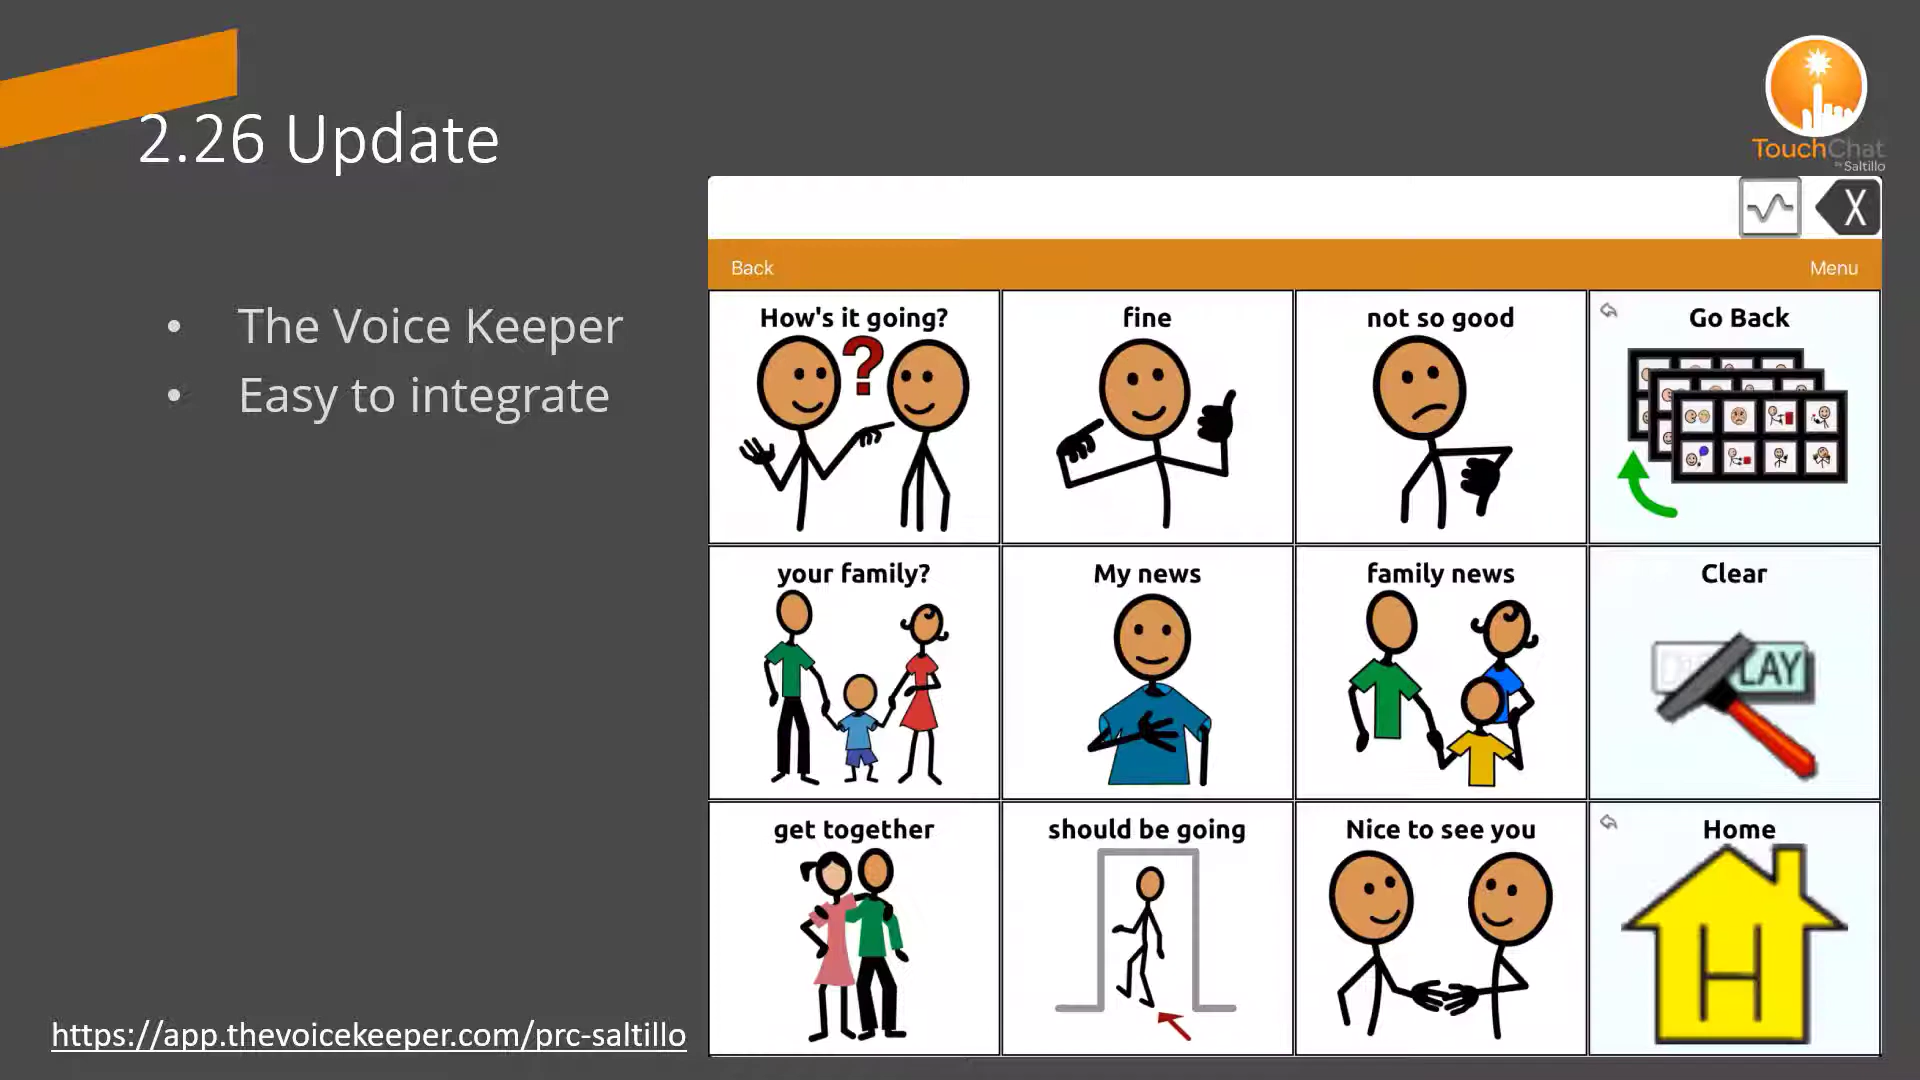 2.26 Update
TouchChat
by Saltillo
• The Voice Keeper
• Easy to integrate
https://app.thevoicekeeper.com/prc-saltillo
X
Back
Menu
How's it going?
fine
not so good
Go Back
?
your family?
My news
family news
Clear
LAY
get together
should be going
Nice to see you
Home
H